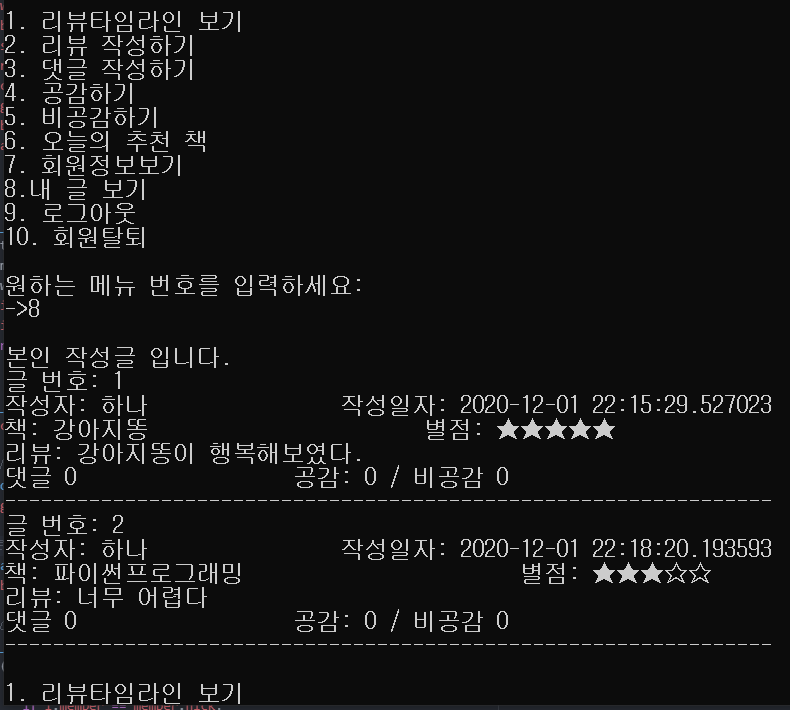 1. 리뷰타임라인 보기
2. 리뷰 작성하기
3. 댓글 작성하기
4. 공감하기
5. 비공감하기
6. 오늘의 추천 책
7. 회원정보보기
8.내 글 보기
9. 로그아웃
10. 회원탈퇴
원하는 메뉴 번호를 입력하세요:
->8
본인 작성글 입니다.
글 번호: 1
작성자: 하나 작성일자: 2020-12-01 22:15:29.527023
책: 강아지똥 별점: ★★★★★
리뷰: 강아지똥이 행복해보였다.
댓글 0 공감: 0 / 비공감 0
----------------------------------------------------------------
글 번호: 2
작성자: 하나 작성일자: 2020-12-01 22:18:20.193593
책: 파이썬프로그래밍 별점: ★★★☆☆
리뷰: 너무 어렵다
댓글 0 공감: 0 / 비공감 0
----------------------------------------------------------------
1. 리뷰타임라인 보기